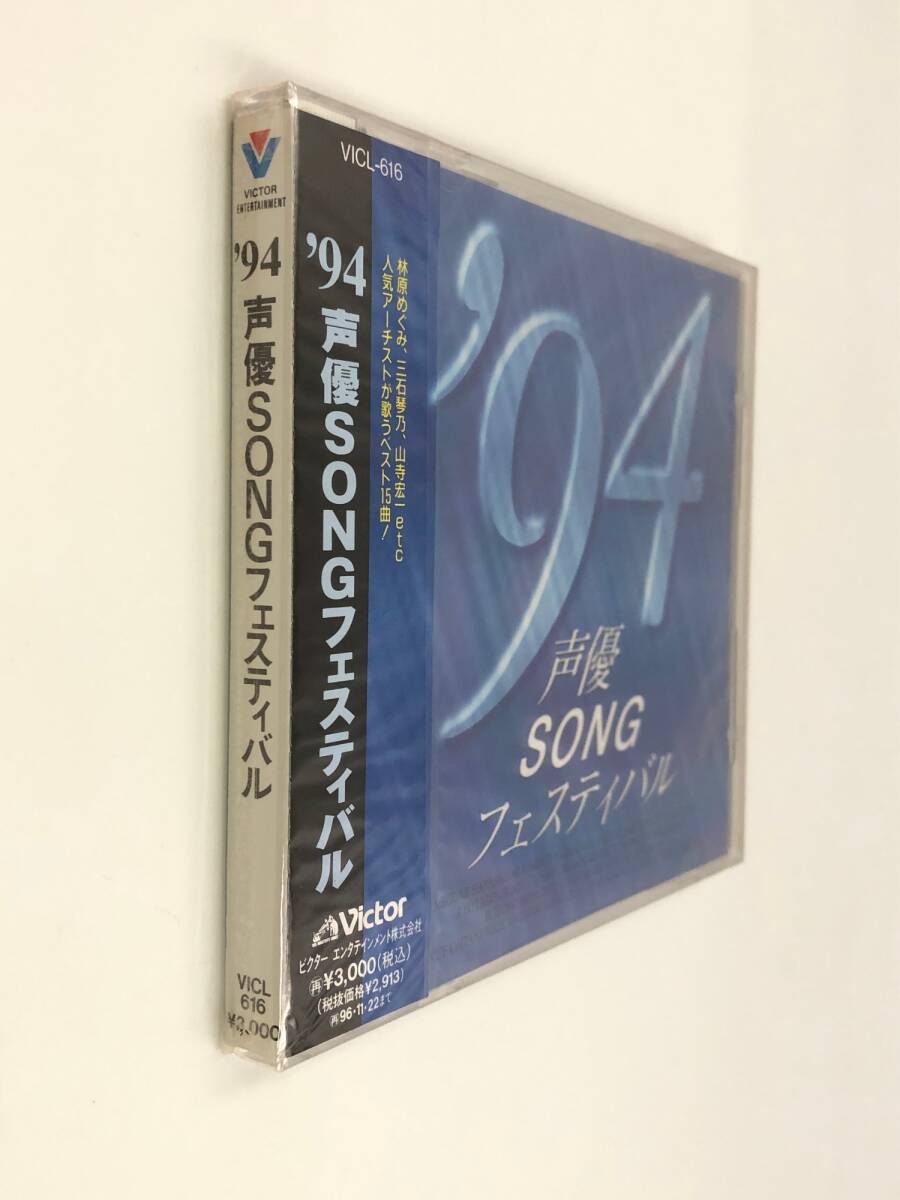 VICTOR
ENTERTAINMENT
'94 声優SONGフェスティバル
VICL
616
¥3,000
VICL-616
林原めぐみ、三石琴乃、山寺宏一etc
人気アーチストが歌うベスト15曲！
'94 声優SONGフェスティバル
Victor
ビクター エンタテインメント株式会社
再¥3,000(税込)
(税抜価格¥2,913)
再96・11・22まで
'94
声優
SONG
フェスティバル